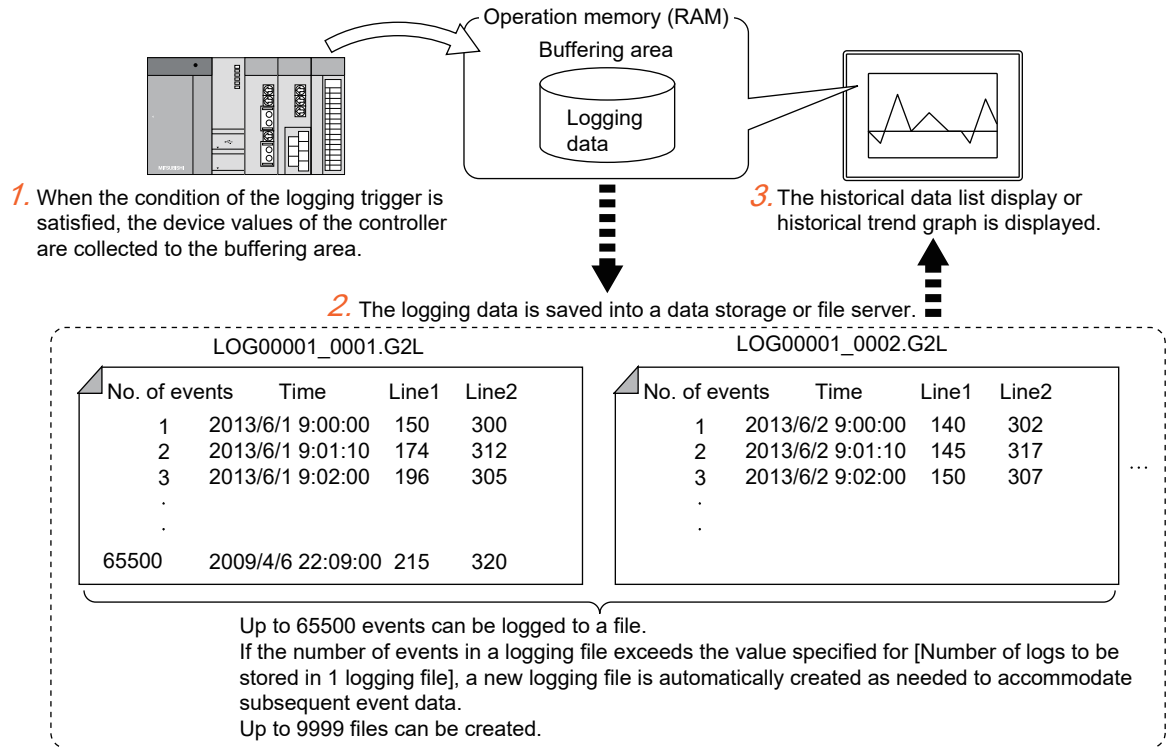 Operation memory (RAM)
Buffering area
Logging
data
MITSUBISHI
1. When the condition of the logging trigger is
satisfied, the device values of the controller
are collected to the buffering area.
3. The historical data list display or
historical trend graph is displayed.
2. The logging data is saved into a data storage or file server.
LOG00001_0001.G2L
No. of events Time Line1 Line2
1 2013/6/1 9:00:00 150 300
2 2013/6/1 9:01:10 174 312
3 2013/6/1 9:02:00 196 305
.
.
65500 2009/4/6 22:09:00 215 320
LOG00001_0002.G2L
No. of events Time Line1 Line2
1 2013/6/2 9:00:00 140 302
2 2013/6/2 9:01:10 145 317
3 2013/6/2 9:02:00 150 307
.
.
...
Up to 65500 events can be logged to a file.
If the number of events in a logging file exceeds the value specified for [Number of logs to be
stored in 1 logging file], a new logging file is automatically created as needed to accommodate
subsequent event data.
Up to 9999 files can be created.